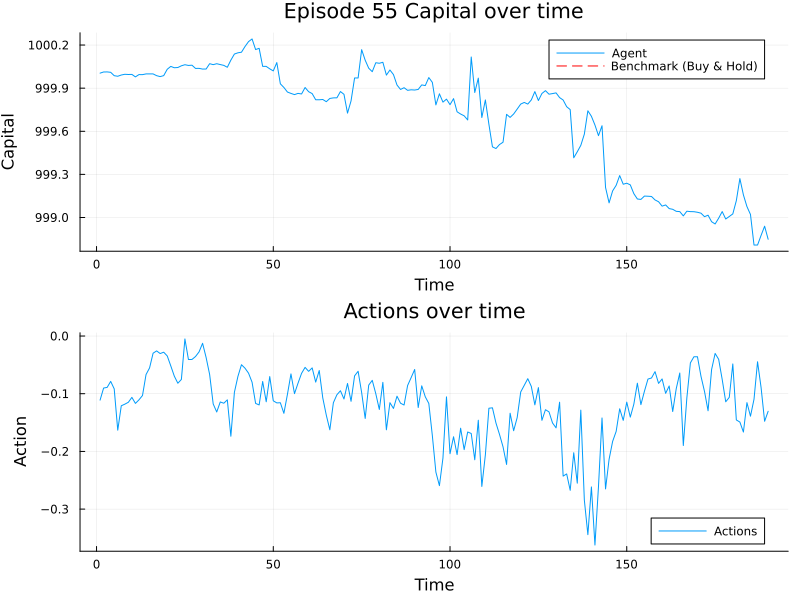 Episode 55 Capital over time
1000.2
999.9
999.6
999.3
999.0
Capital
Agent
Benchmark (Buy & Hold)
0
50
100
150
Time
Actions over time
0.0
−0.1
−0.2
−0.3
Action
Actions
0
50
100
150
Time